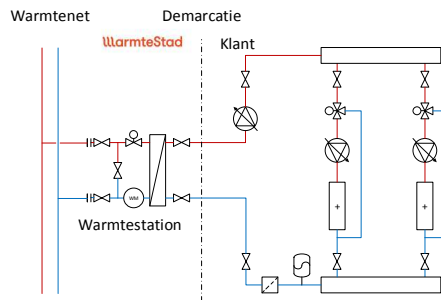 Warmtenet
Demarcatie
WarmteStad
Klant
WM
Warmtestation
+
+